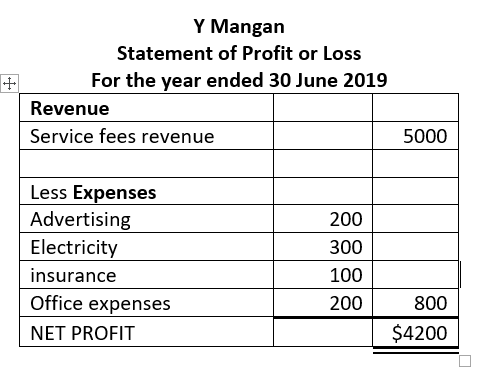 Y Mangan
Statement of Profit or Loss
For the year ended 30 June 2019
Revenue
Service fees revenue 5000
Less Expenses
Advertising 200
Electricity 300
insurance 100
Office expenses 200 800
NET PROFIT $4200